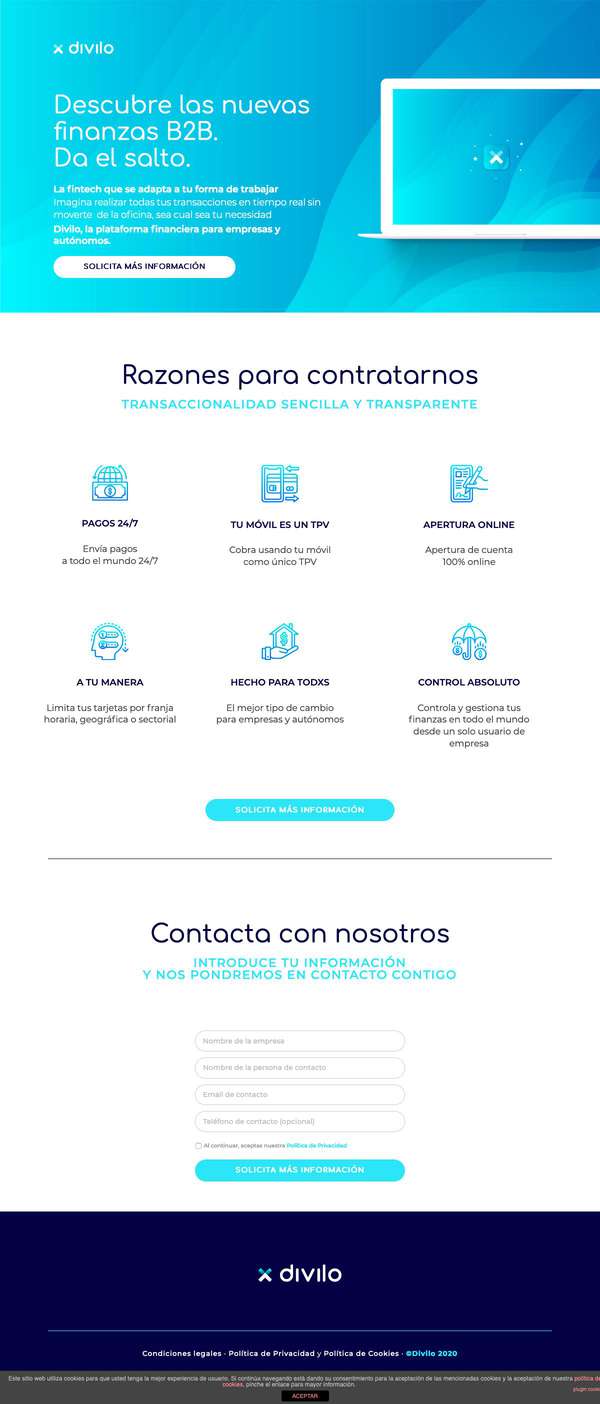 divilo
Descubre las nuevas
finanzas B2B.
Da el salto.
La fintech que se adapta a tu forma de trabajar
Imagina realizar todas tus transacciones en tiempo real sin
moverte de la oficina, sea cual sea tu necesidad
Divilo, la plataforma financiera para empresas y
autónomos.
SOLICITA MÁS INFORMACIÓN
Razones para contratarnos
TRANSACCIONALIDAD SENCILLA Y TRANSPARENTE
PAGOS 24/7
Envía pagos
a todo el mundo 24/7
TU MÓVIL ES UN TPV
Cobra usando tu móvil
como único TPV
APERTURA ONLINE
Apertura de cuenta
100% online
A TU MANERA
Limita tus tarjetas por franja
horaria, geográfica o sectorial
HECHO PARA TODXS
El mejor tipo de cambio
para empresas y autónomos
CONTROL ABSOLUTO
Controla y gestiona tus
finanzas en todo el mundo
desde un solo usuario de
empresa
SOLICITA MÁS INFORMACIÓN
Contacta con nosotros
INTRODUCE TU INFORMACIÓN
Y NOS PONDREMOS EN CONTACTO CONTIGO
Nombre de la empresa
Nombre de la persona de contacto
Email de contacto
Teléfono de contacto (opcional)
Al continuar, aceptas nuestra Política de Privacidad
SOLICITA MÁS INFORMACIÓN
divilo
Condiciones legales · Política de Privacidad y Política de Cookies · ©Divilo 2020
Este sitio web utiliza cookies para que usted tenga la mejor experiencia de usuario. Si continúa navegando está dando su consentimiento para la aceptación de las mencionadas cookies y la aceptación de nuestra política de
cookies, pinche el enlace para mayor información.
plugin cookies
ACEPTAR